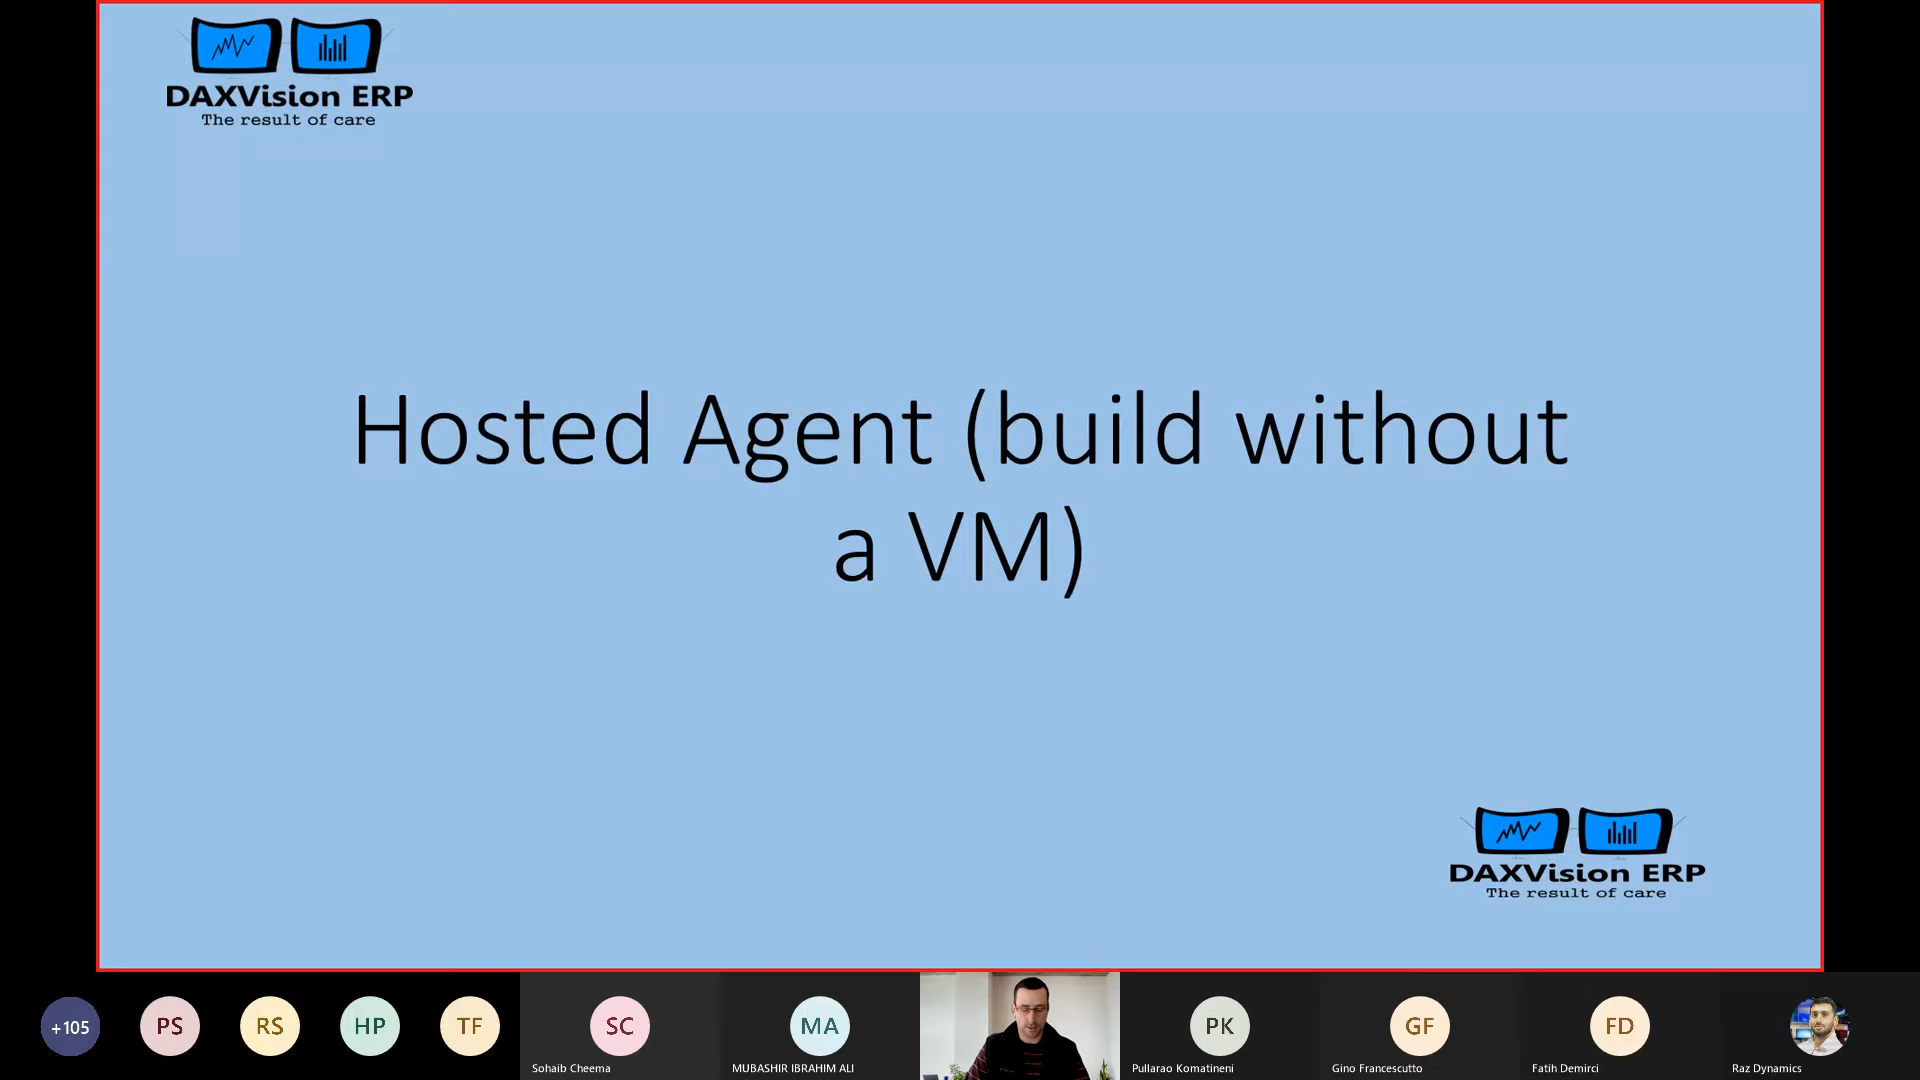 DAXVision ERP
The result of care
Hosted Agent (build without
a VM)
DAXVision ERP
The result of care
+105
PS
RS
HP
TF
SC
Sohaib Cheema
MA
MUBASHIR IBRAHIM ALI
PK
Pullarao Komatineni
GF
Gino Francescutto
FD
Fatih Demirci
Raz Dynamics